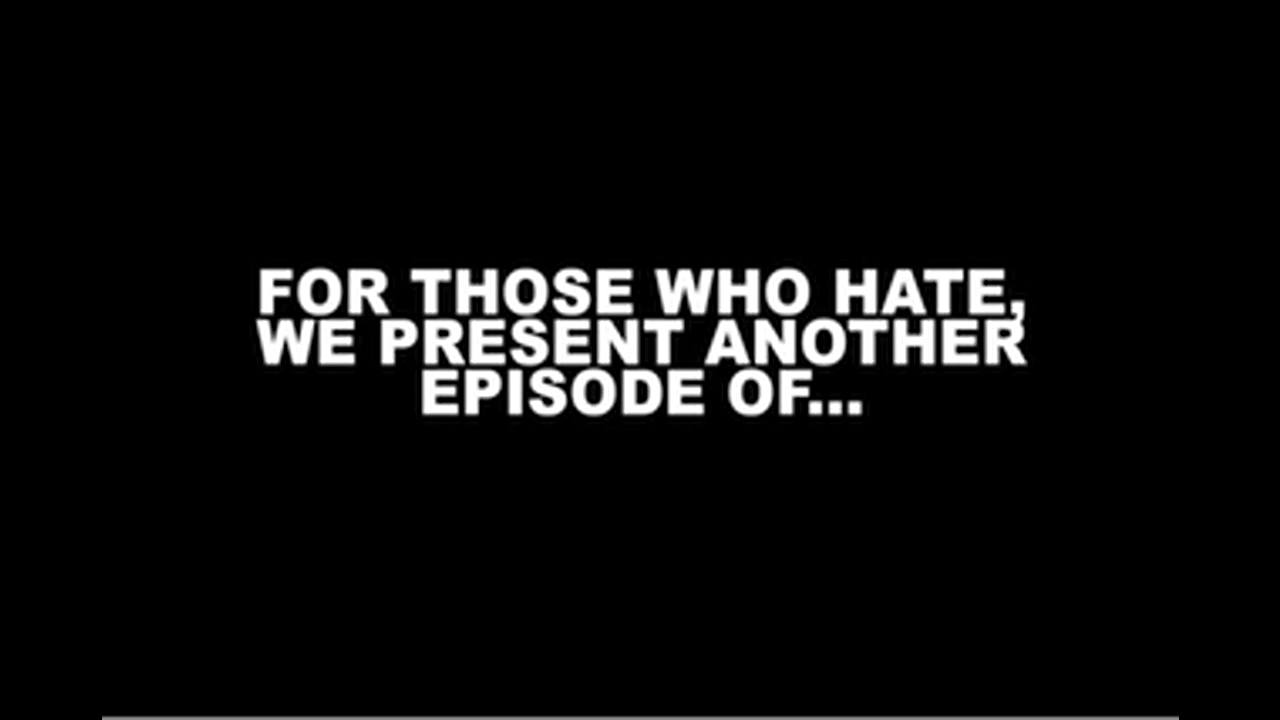 FOR THOSE WHO HATE,
WE PRESENT ANOTHER
EPISODE OF...